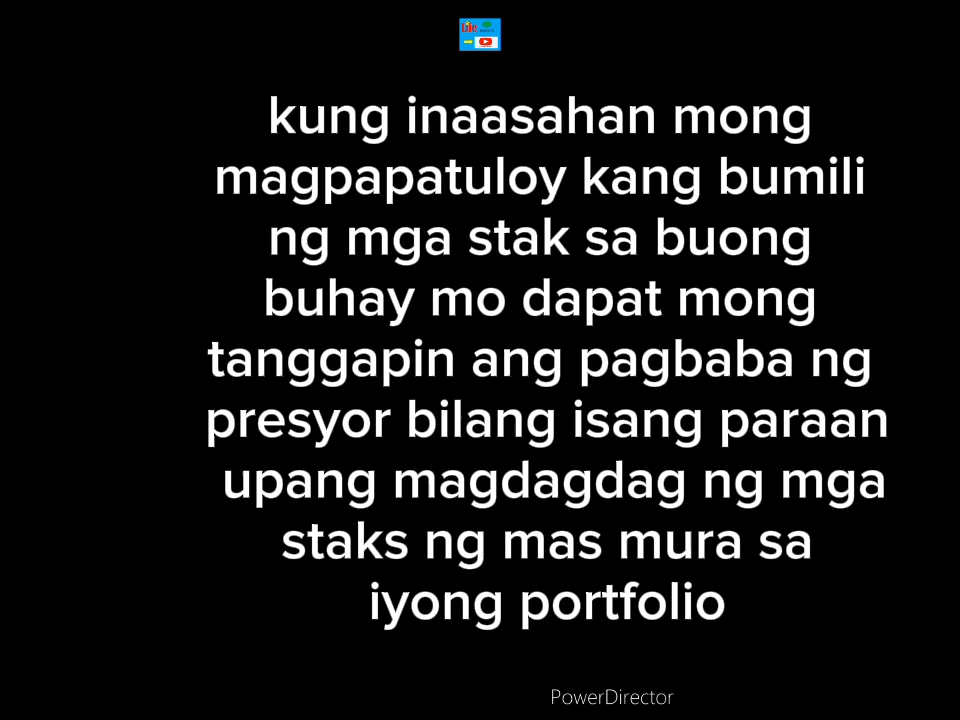 Life
kung inaasahan mong
magpapatuloy kang bumili
ng mga stak sa buong
buhay mo dapat mong
tanggapin ang pagbaba ng
presyor bilang isang paraan
upang magdagdag ng mga
staks ng mas mura sa
iyong portfolio
PowerDirector